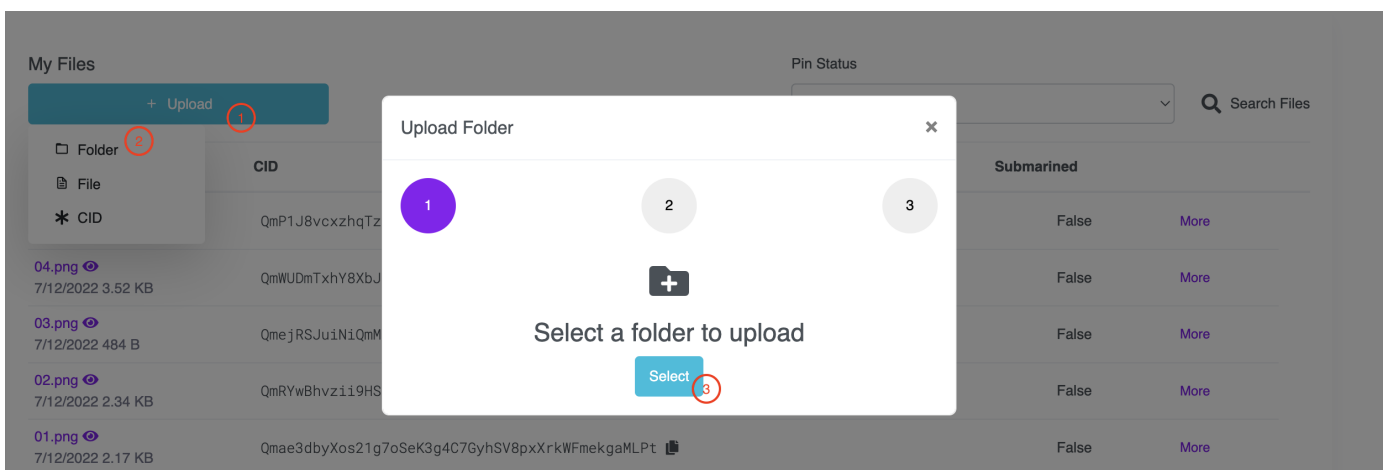 My Files
Pin Status
+ Upload
1
Search Files
Folder
2
File
CID
Upload Folder
×
1
2
3
Select a folder to upload
Select
3
CID
Submarined
QmP1J8vcxzhqTz
False
More
04.png
7/12/2022 3.52 KB
QmWUDmTxhY8XbJ
False
More
03.png
7/12/2022 484 B
QmejRSJuiNiQmM
False
More
02.png
7/12/2022 2.34 KB
QmRYwBhvzii9HS
False
More
01.png
7/12/2022 2.17 KB
Qmae3dbyXos21g7oSeK3g4C7GyhSV8pxXrkWFmekgaMLPt
False
More